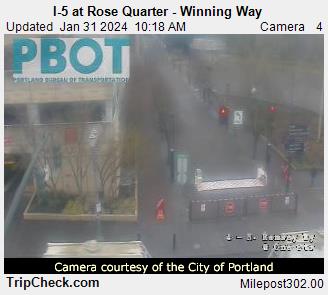 I-5 at Rose Quarter - Winning Way
Updated Jan 31 2024 10:18 AM Camera 4
PBOT
PORTLAND BUREAU OF TRANSPORTATION
Camera courtesy of the City of Portland
TripCheck.com Milepost302.00